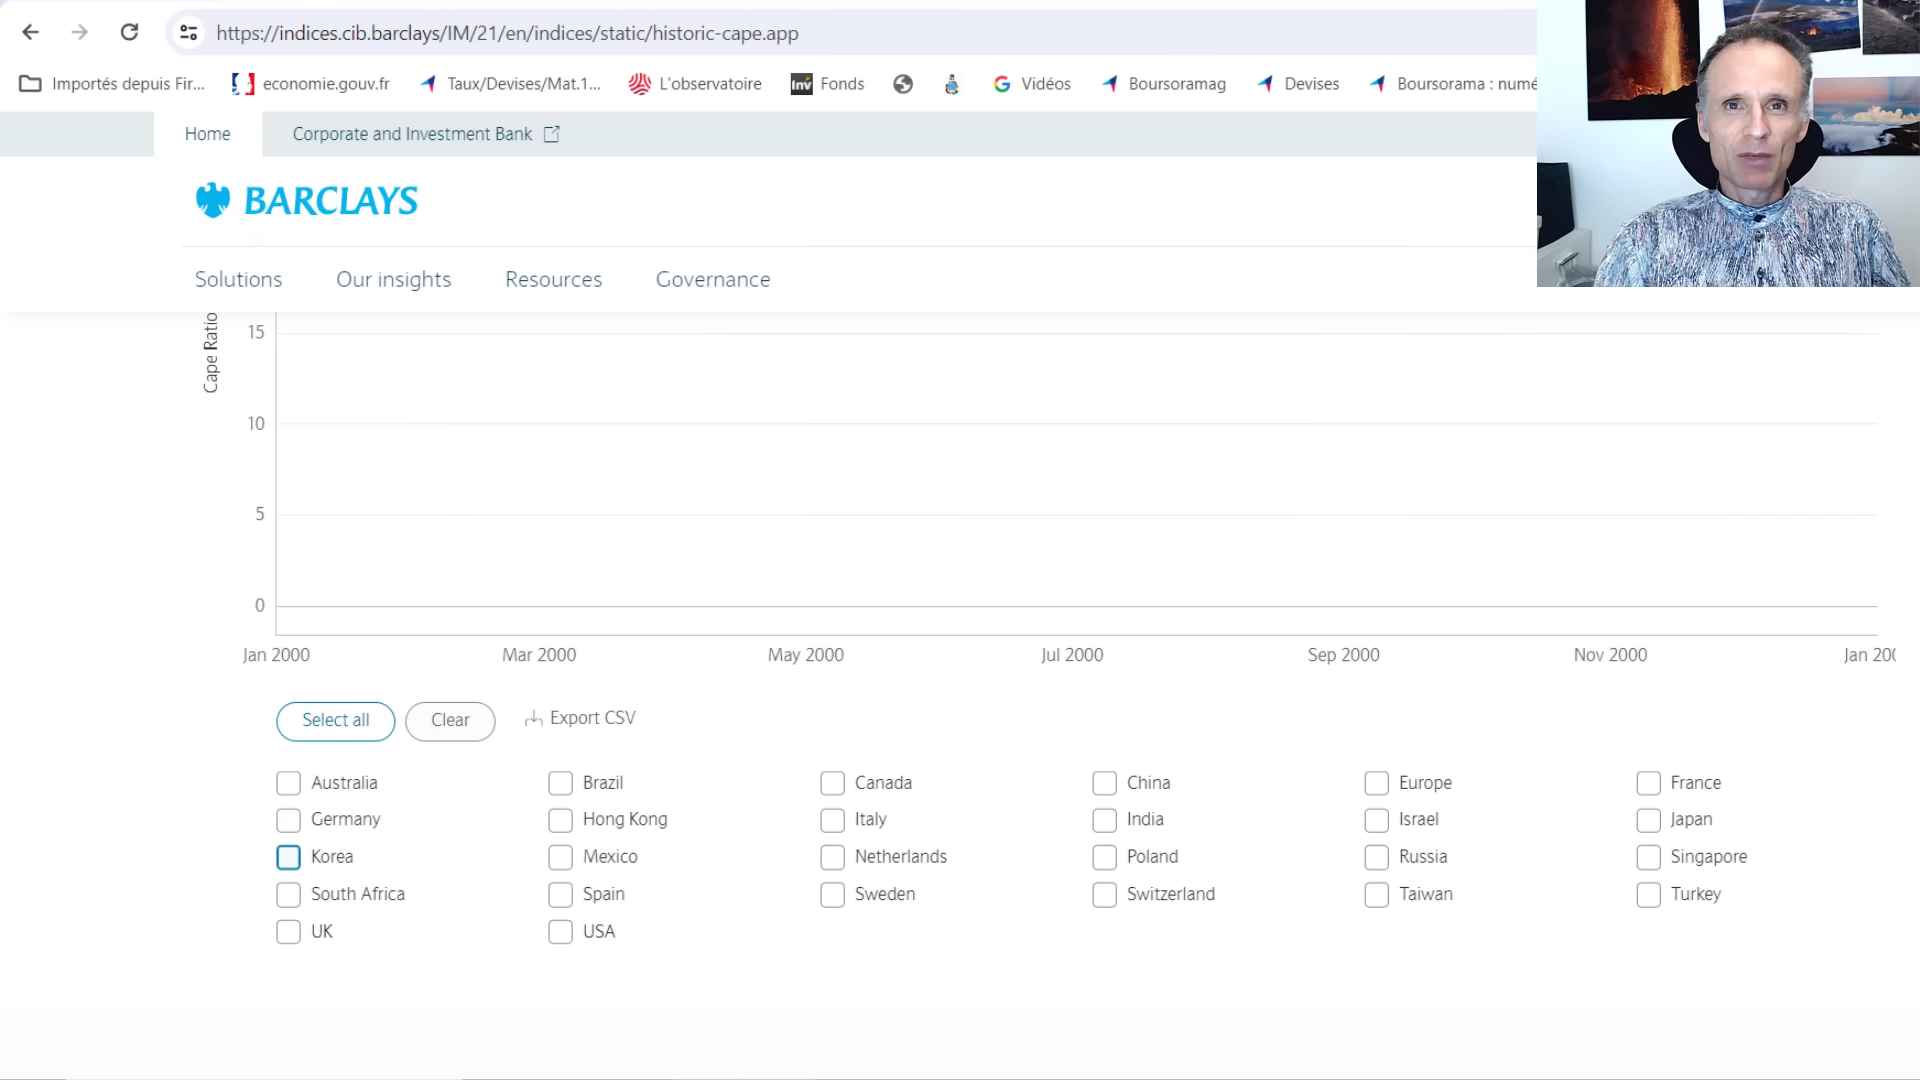 https://indices.cib.barclays/IM/21/en/indices/static/historic-cape.app
Importés depuis Fir... economie.gouv.fr Taux/Devises/Mat.1... L'observatoire Inv Fonds Vidéos Boursoramag Devises Boursorama : numé
Home Corporate and Investment Bank
BARCLAYS
Solutions Our insights Resources Governance
Cape Ratio
15
10
5
0
Jan 2000 Mar 2000 May 2000 Jul 2000 Sep 2000 Nov 2000 Jan 200
Select all Clear Export CSV
Australia Brazil Canada China Europe France
Germany Hong Kong Italy India Israel Japan
Korea Mexico Netherlands Poland Russia Singapore
South Africa Spain Sweden Switzerland Taiwan Turkey
UK USA